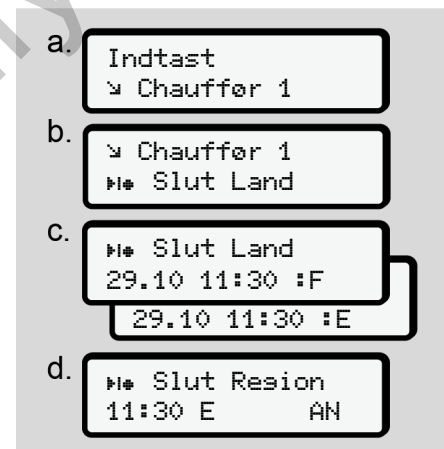 a.
Indtast
↘ Chauffør 1
b.
↘ Chauffør 1
Slut Land
c.
Slut Land
29.10 11:30 :F
29.10 11:30 :E
d.
Slut Region
11:30 E AN